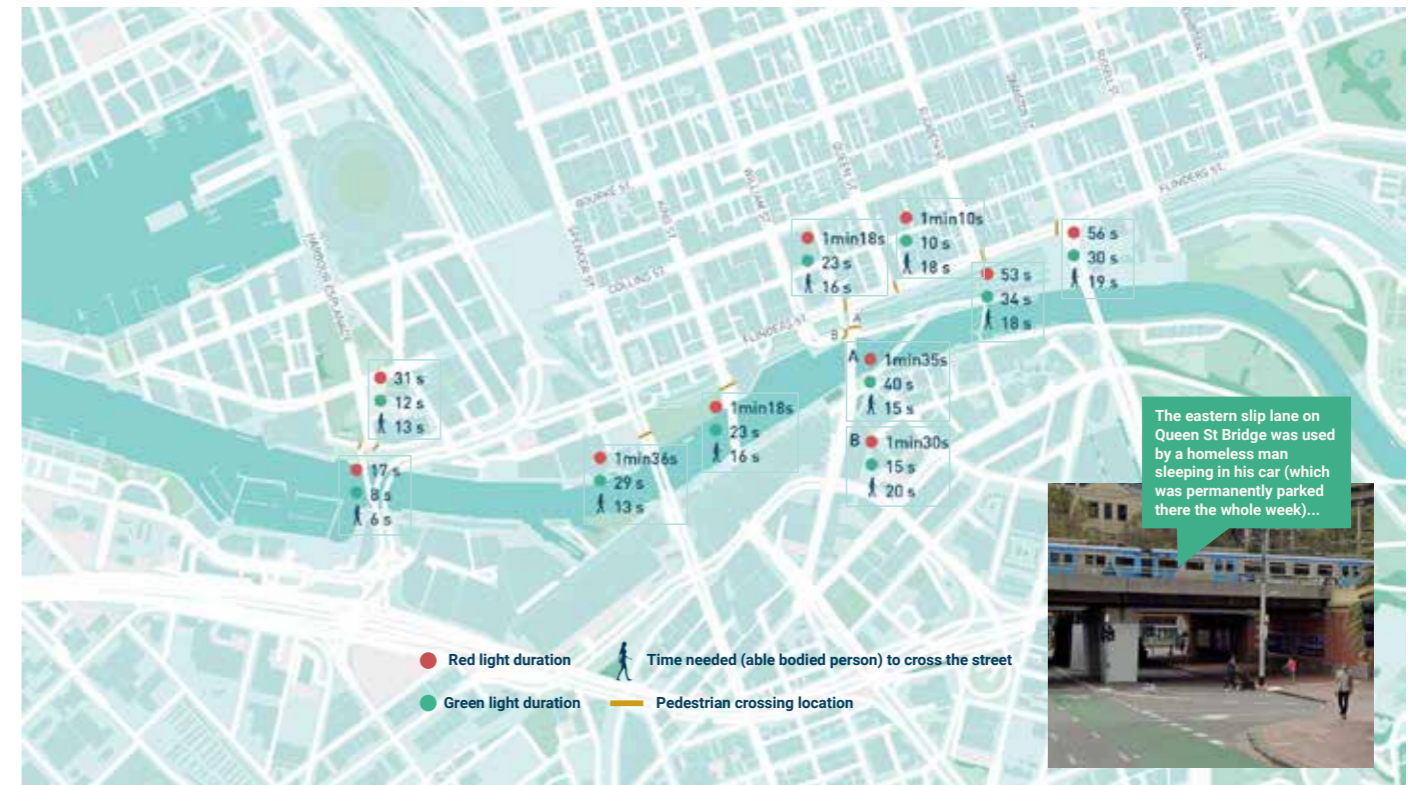 RUSSELL ST.
ELIZABETH ST.
QUEEN ST.
WILLIAM ST.
KING ST.
SPENCER ST.
BOURKE ST.
COLLINS ST.
FLINDERS ST.
FLINDERS ST.
HARBOUR ESPLANADE
1min18s
23 s
16 s
1min10s
10 s
18 s
56 s
30 s
19 s
53 s
34 s
18 s
A
B
A 1min35s
40 s
15 s
B 1min30s
15 s
20 s
31 s
12 s
13 s
17 s
8 s
6 s
1min36s
29 s
13 s
1min18s
23 s
16 s
The eastern slip lane on
Queen St Bridge was used
by a homeless man
sleeping in his car (which
was permanently parked
there the whole week)...
Red light duration
Time needed (able bodied person) to cross the street
Green light duration
Pedestrian crossing location